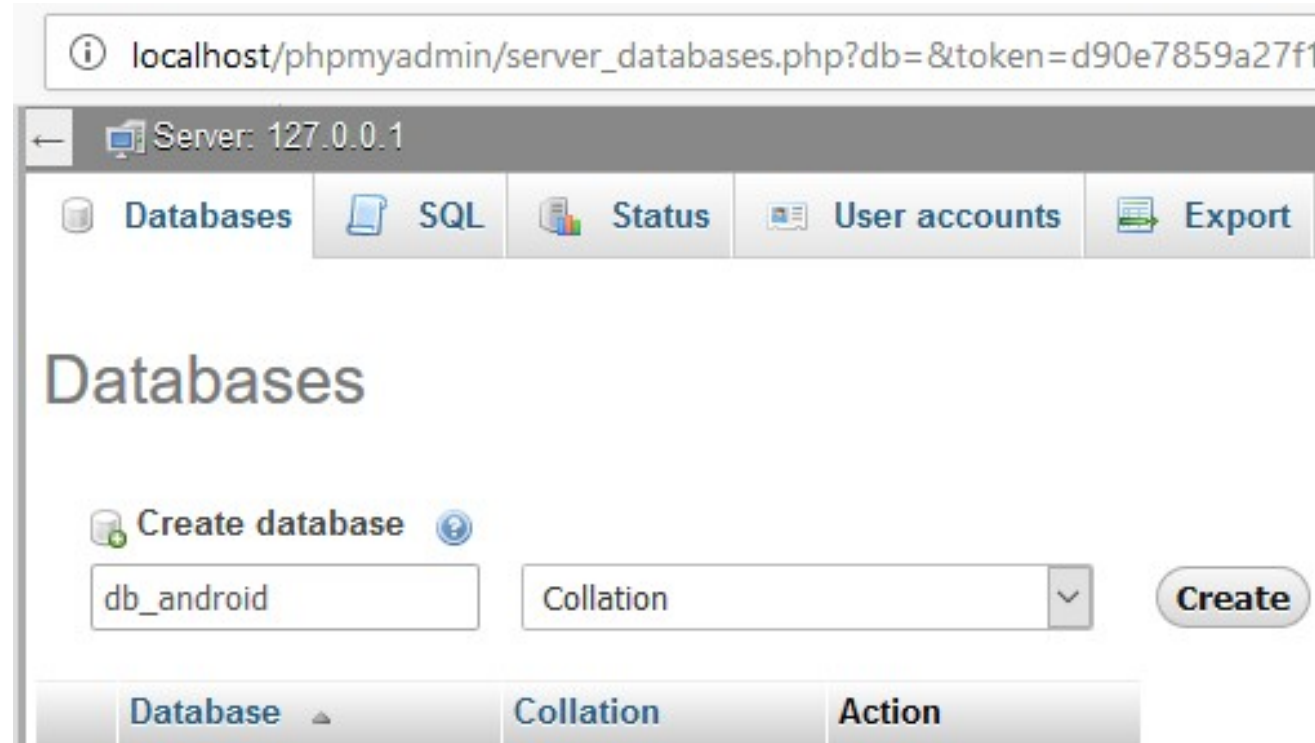 localhost/phpmyadmin/server_databases.php?db=&token=d90e7859a27f1
Server: 127.0.0.1
Databases SQL Status User accounts Export
Databases
Create database
db_android Collation Create
Database Collation Action